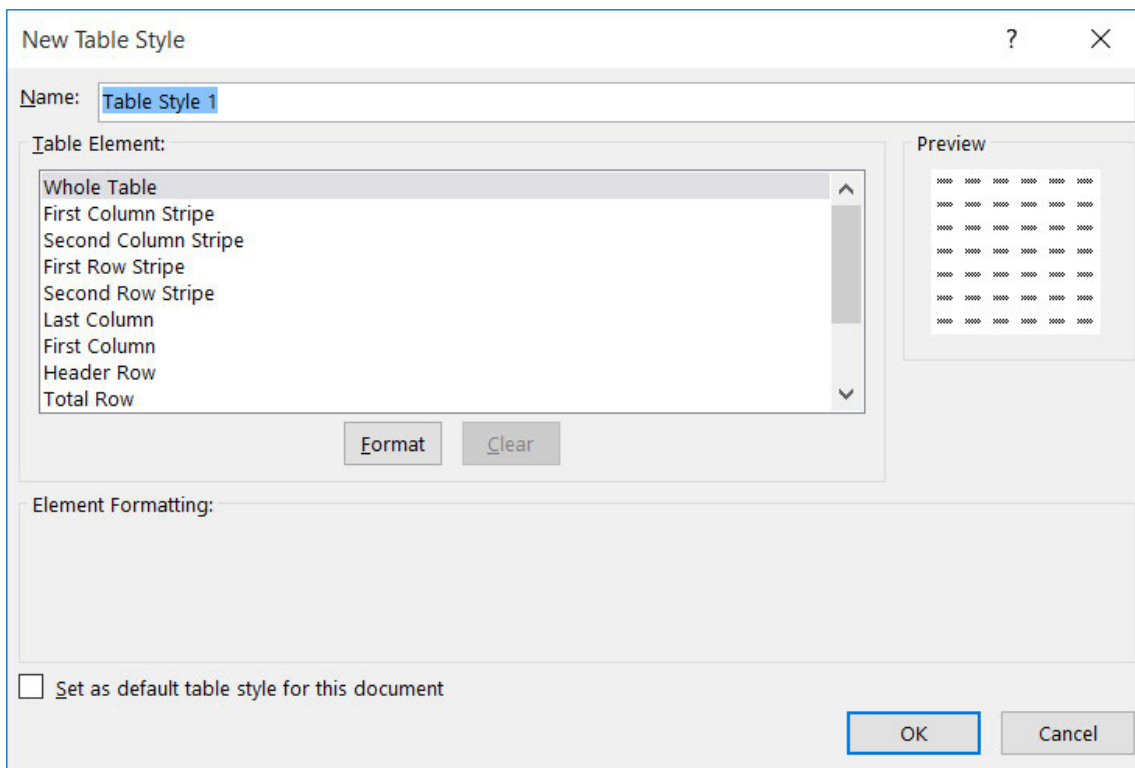 New Table Style
?
Name: Table Style 1
Table Element:
Whole Table
First Column Stripe
Second Column Stripe
First Row Stripe
Second Row Stripe
Last Column
First Column
Header Row
Total Row
Format
Clear
Preview
Element Formatting:
Set as default table style for this document
OK
Cancel